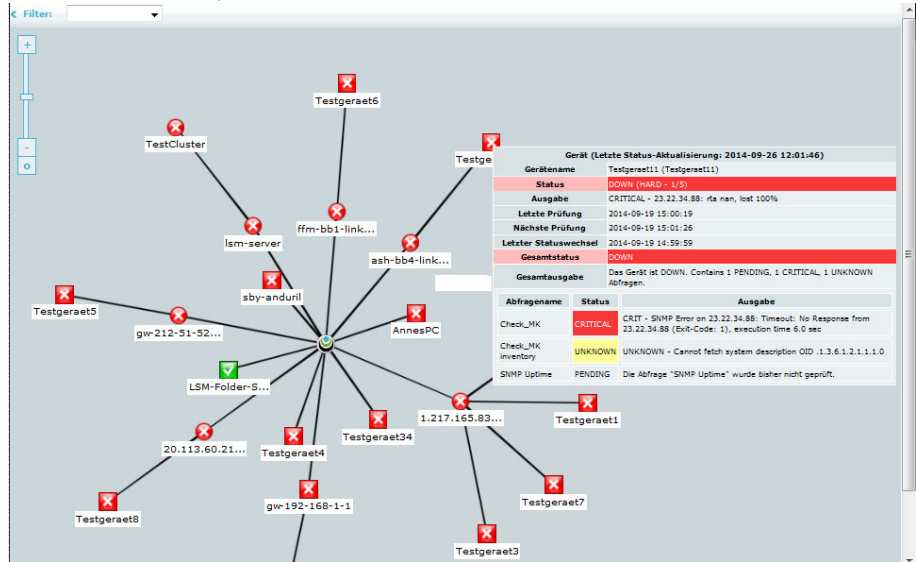 Filter:
+
-
o
Testgeraet6
TestCluster
Testge
lsm-server
ffm-bb1-link...
ash-bb4-link...
sby-anduril
Testgeraet5
gw-212-51-52...
AnnesPC
LSM-Folder-S...
1.217.165.83...
Testgeraet1
Testgeraet34
20.113.60.21...
Testgeraet4
gw-192-168-1-1
Testgeraet7
Testgeraet8
Testgeraet3
Gerät (Letzte Status-Aktualisierung: 2014-09-26 12:01:46)
Gerätename Testgeraet11 (Testgeraet11)
Status DOWN (HARD - 1/5)
Ausgabe CRITICAL - 23.22.34.88: rta nan, lost 100%
Letzte Prüfung 2014-09-19 15:00:19
Nächste Prüfung 2014-09-19 15:01:26
Letzter Statuswechsel 2014-09-19 14:59:59
Gesamtstatus DOWN
Gesamtausgabe Das Gerät ist DOWN. Contains 1 PENDING, 1 CRITICAL, 1 UNKNOWN
Abfragen.
Abfragename Status Ausgabe
Check_MK CRITICAL CRIT - SNMP Error on 23.22.34.88: Timeout: No Response from
23.22.34.88 (Exit-Code: 1), execution time 6.0 sec
Check_MK
inventory UNKNOWN UNKNOWN - Cannot fetch system description OID .1.3.6.1.2.1.1.1.0
SNMP Uptime PENDING Die Abfrage "SNMP Uptime" wurde bisher nicht geprüft.